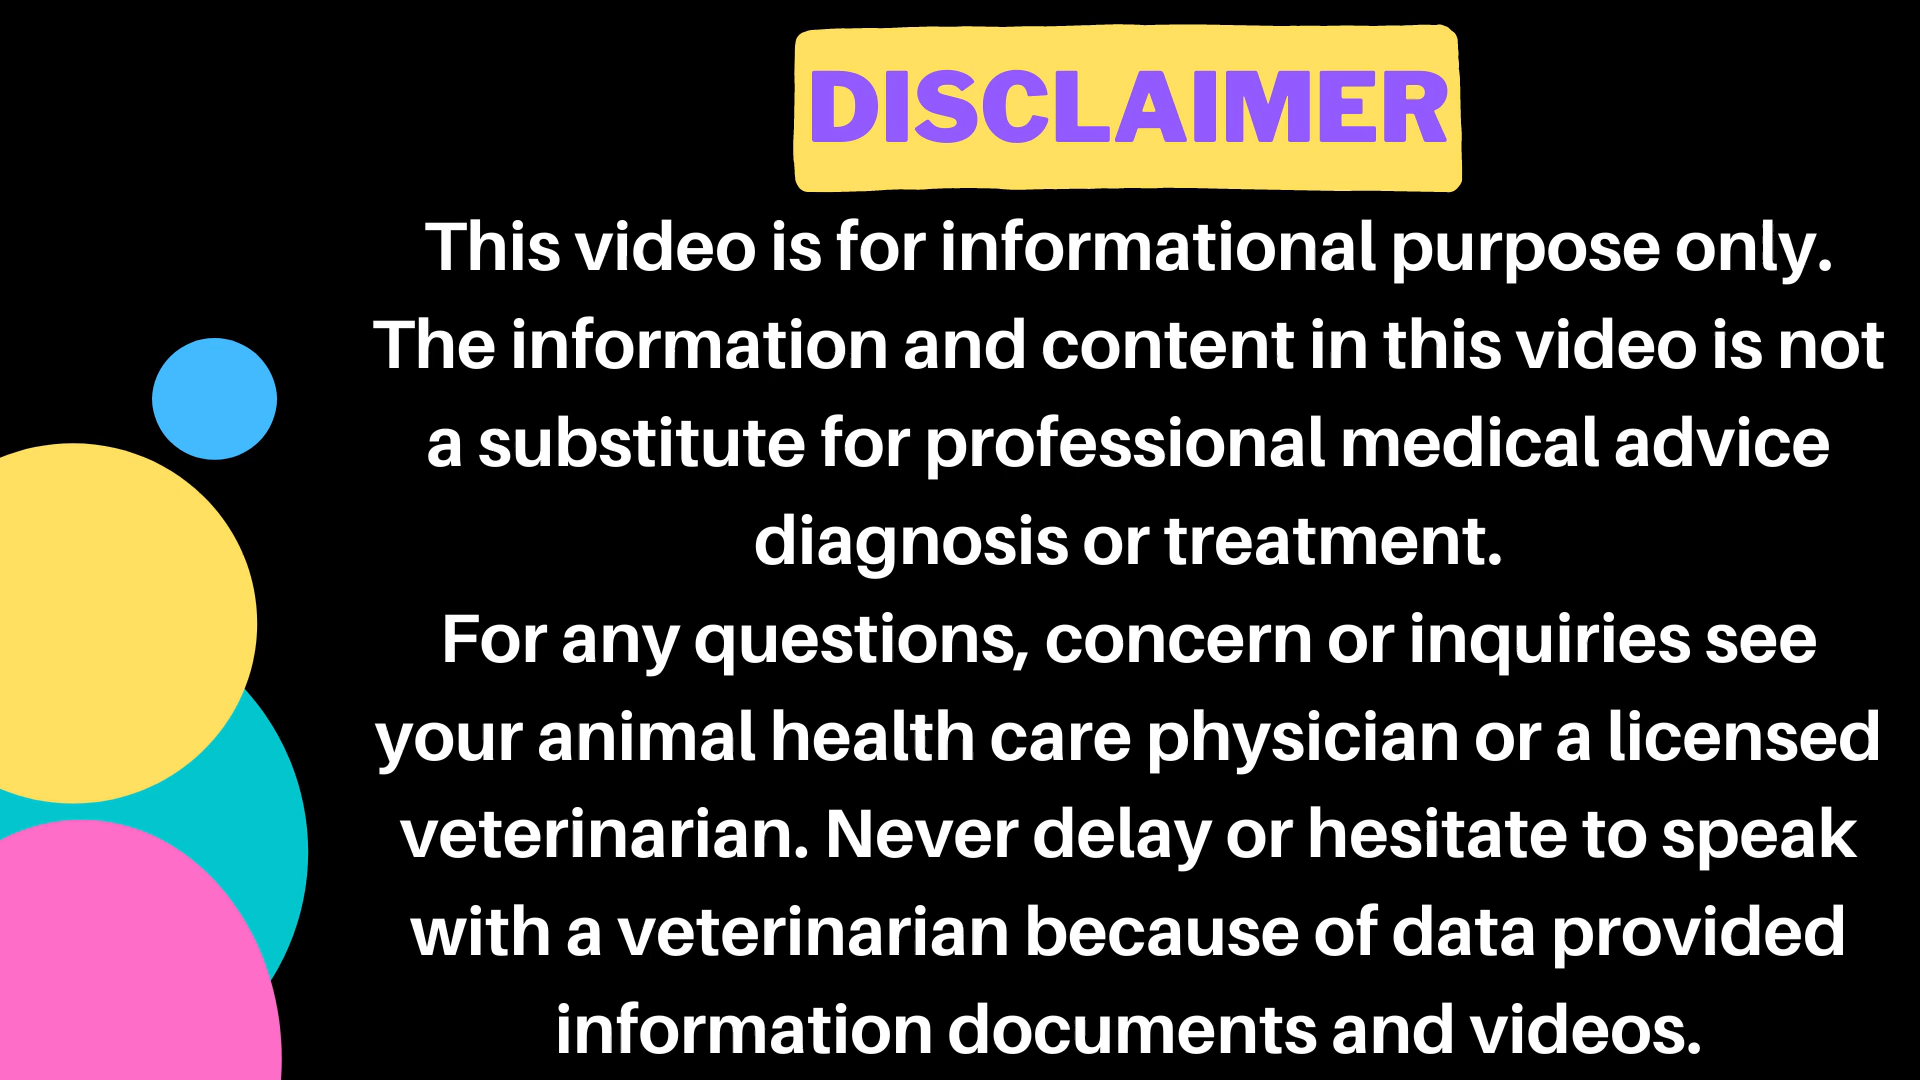 DISCLAIMER
This video is for informational purpose only.
The information and content in this video is not
a substitute for professional medical advice
diagnosis or treatment.
For any questions, concern or inquiries see
your animal health care physician or a licensed
veterinarian. Never delay or hesitate to speak
with a veterinarian because of data provided
information documents and videos.